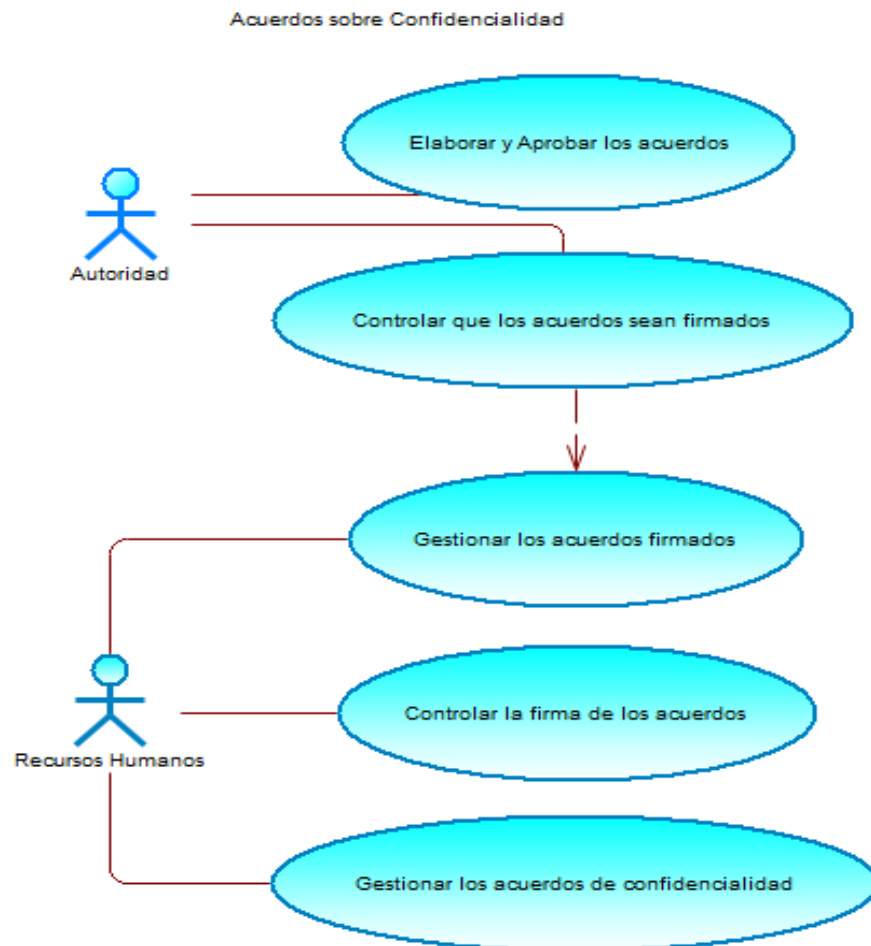 Acuerdos sobre Confidencialidad
Elaborar y Aprobar los acuerdos
Autoridad
Controlar que los acuerdos sean firmados
Gestionar los acuerdos firmados
Controlar la firma de los acuerdos
Recursos Humanos
Gestionar los acuerdos de confidencialidad